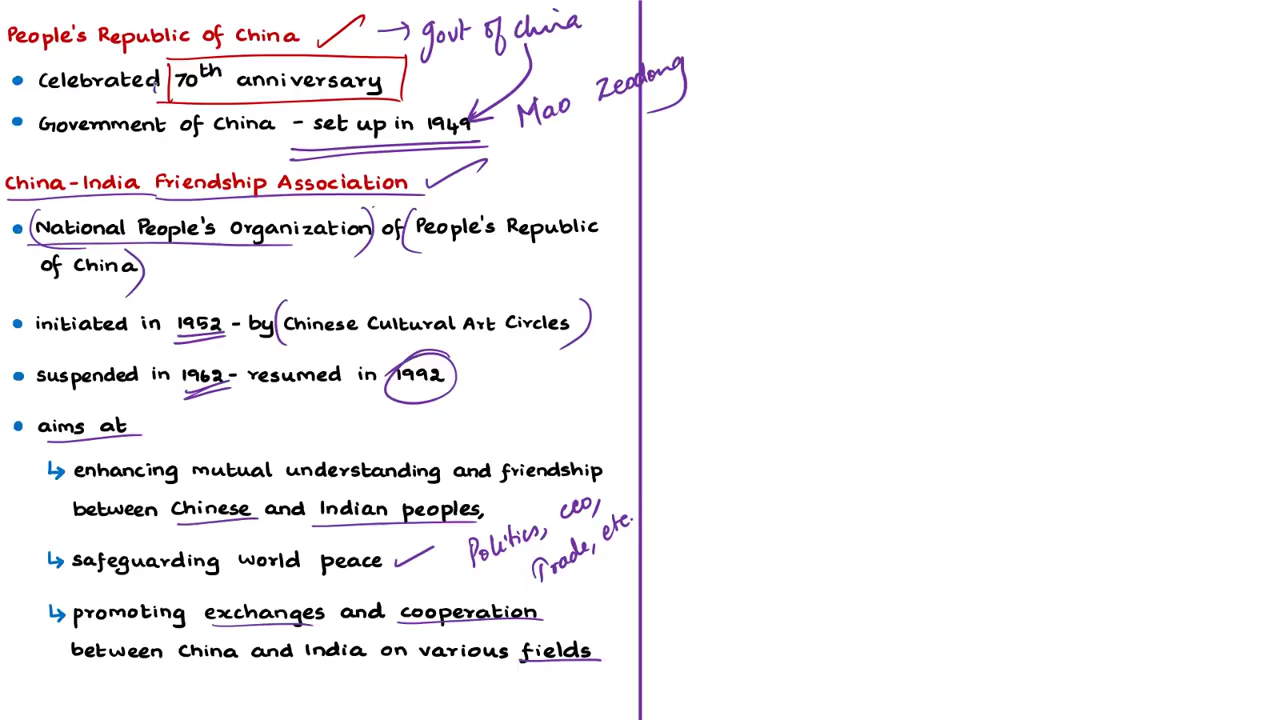 People's Republic of China → govt of china
• Celebrated 70th anniversary
Mao Zeadong
• Government of China - set up in 1949
China-India Friendship Association
• National People's Organization of People's Republic
of China
• initiated in 1952 - by Chinese Cultural Art Circles
• suspended in 1962 - resumed in 1992
• aims at
↳ enhancing mutual understanding and friendship
between Chinese and Indian peoples,
Politics, ceo,
Trade, etc.
↳ safeguarding world peace
↳ promoting exchanges and cooperation
between China and India on various fields